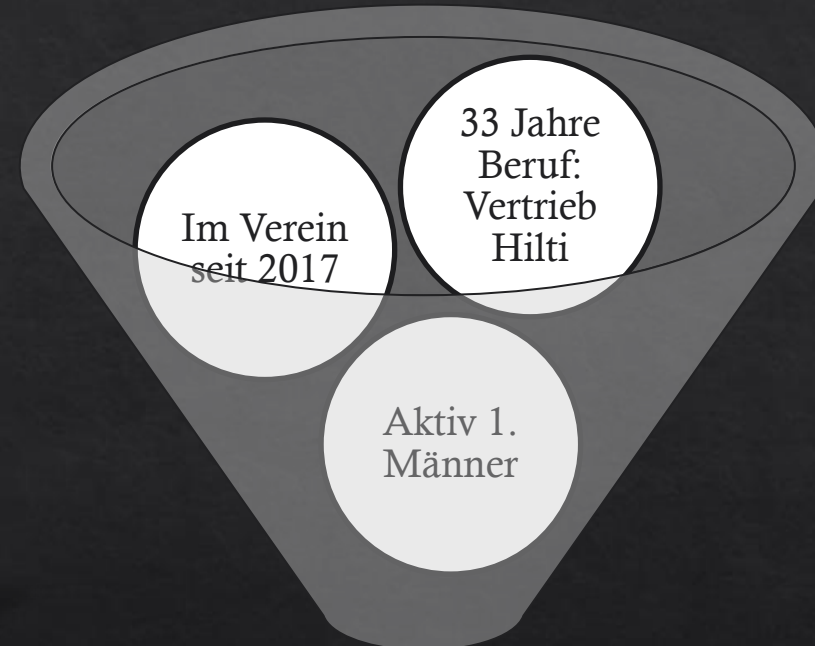 Im Verein
seit 2017
33 Jahre
Beruf:
Vertrieb
Hilti
Aktiv 1.
Männer